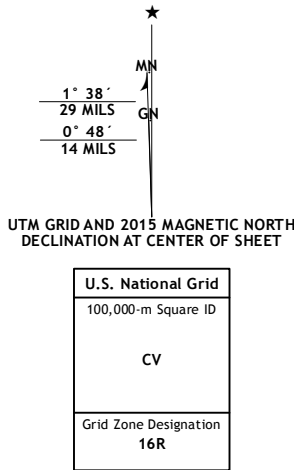 ★
MN
1° 38´
29 MILS
GN
0° 48´
14 MILS
UTM GRID AND 2015 MAGNETIC NORTH
DECLINATION AT CENTER OF SHEET
U.S. National Grid
100,000-m Square ID
CV
Grid Zone Designation
16R